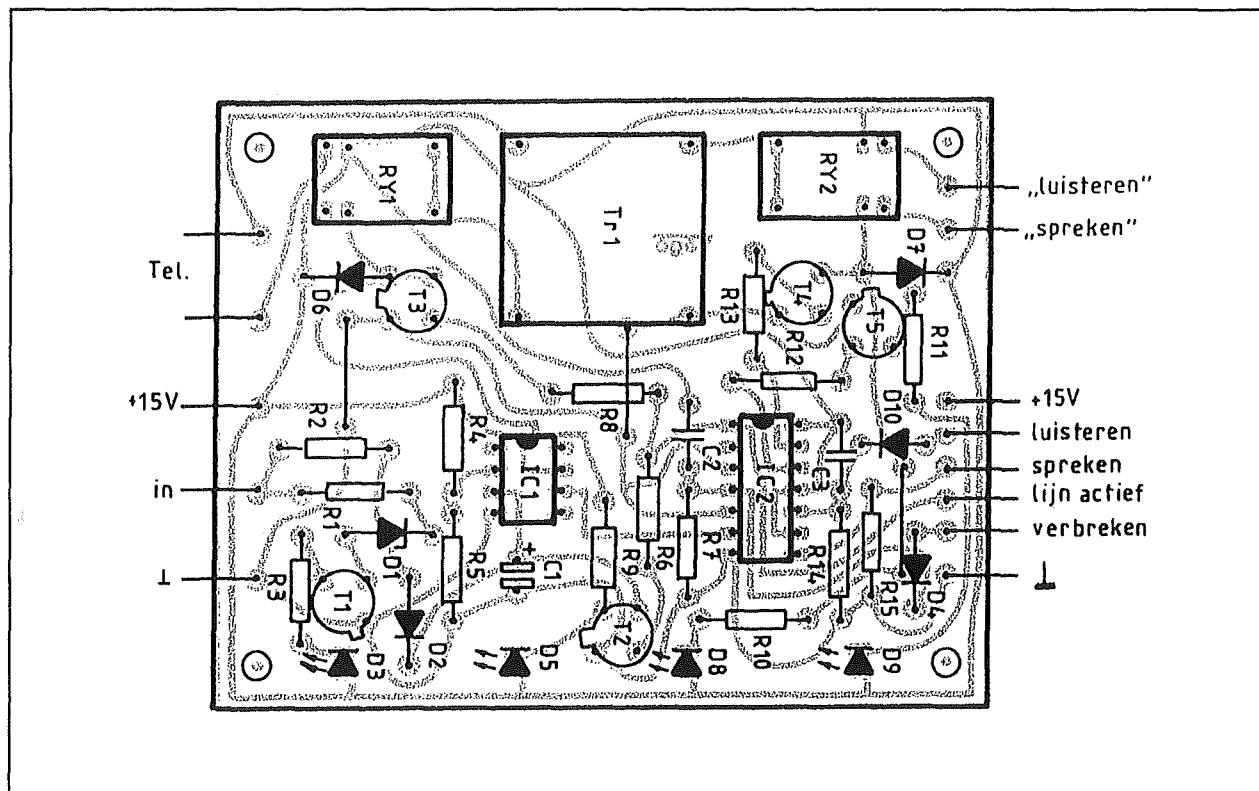 RY1
Tr1
RY2
„luisteren"
„spreken"
Tel.
D6
T3
R13
T4
D7
T5
R11
R12
+15V
R2
R4
R8
C2
D10
+15V
luisteren
IC1
IC2
C3
spreken
in
R1
lijn actief
verbreken
D1
R5
C1
+
R9
R6
R7
R14
R15
D4
⊥
R3
T1
D2
T2
R10
⊥
D3
D5
D8
D9